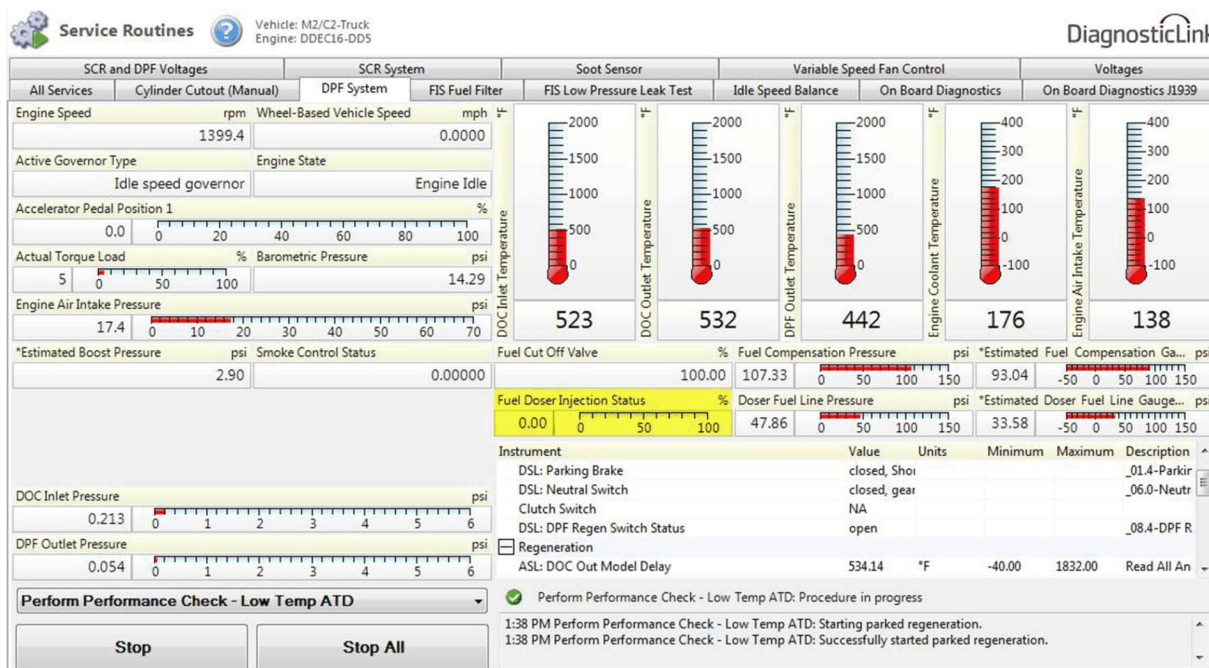 Service Routines
?
Vehicle: M2/C2-Truck
Engine: DDEC16-DD5
DiagnosticLink
SCR and DPF Voltages SCR System Soot Sensor Variable Speed Fan Control Voltages
All Services Cylinder Cutout (Manual) DPF System FIS Fuel Filter FIS Low Pressure Leak Test Idle Speed Balance On Board Diagnostics On Board Diagnostics J1939
Engine Speed rpm Wheel-Based Vehicle Speed mph
1399.4 0.0000
Active Governor Type Engine State
Idle speed governor Engine Idle
Accelerator Pedal Position 1 %
0.0 0 20 40 60 80 100
Actual Torque Load % Barometric Pressure psi
5 0 50 100 14.29
Engine Air Intake Pressure psi
17.4 0 10 20 30 40 50 60 70
*Estimated Boost Pressure psi Smoke Control Status
2.90 0.00000
DOC Inlet Pressure psi
0.213 0 1 2 3 4 5 6
DPF Outlet Pressure psi
0.054 0 1 2 3 4 5 6
Perform Performance Check - Low Temp ATD
Stop Stop All
DOC Inlet Temperature °F
2000
1500
1000
500
0
523
DOC Outlet Temperature °F
2000
1500
1000
500
0
532
DPF Outlet Temperature °F
2000
1500
1000
500
0
442
Engine Coolant Temperature °F
400
300
200
100
0
-100
176
Engine Air Intake Temperature °F
400
300
200
100
0
-100
138
Fuel Cut Off Valve % Fuel Compensation Pressure psi *Estimated Fuel Compensation Ga... psi
100.00 107.33 0 50 100 150 93.04 -50 0 50 100 150
Fuel Doser Injection Status % Doser Fuel Line Pressure psi *Estimated Doser Fuel Line Gauge... psi
0.00 0 50 100 47.86 0 50 100 150 33.58 -50 0 50 100 150
Instrument Value Units Minimum Maximum Description
DSL: Parking Brake closed, Shor _01.4-Parkir
DSL: Neutral Switch closed, gear _06.0-Neutr
Clutch Switch NA
DSL: DPF Regen Switch Status open _08.4-DPF R
Regeneration
ASL: DOC Out Model Delay 534.14 °F -40.00 1832.00 Read All An
Perform Performance Check - Low Temp ATD: Procedure in progress
1:38 PM Perform Performance Check - Low Temp ATD: Starting parked regeneration.
1:38 PM Perform Performance Check - Low Temp ATD: Successfully started parked regeneration.